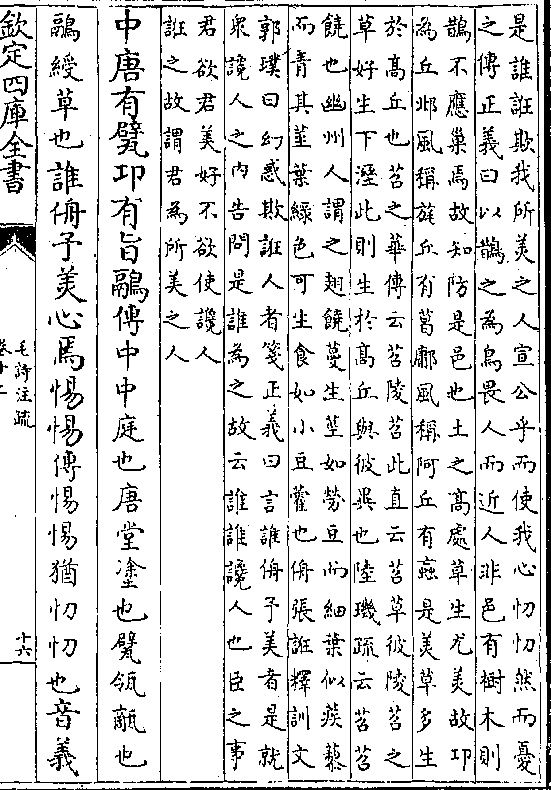 是誰誑欺我所美之人宣公乎而使我心忉忉然而憂
之傳正義曰以鵲之為鳥畏人而近人非邑有樹木則
鵲不應巢焉故知防是邑也土之高處草生尤美故卭
為丘邶風稱旄丘有葛鄘風稱阿丘有蝱是美草多生
於高丘也苕之華傳云苕陵苕此直云苕草彼陵苕之
草好生下溼此則生於高丘與彼異也陸璣疏云苕苕
饒也幽州人謂之翹饒蔓生莖如勞豆而細葉似蒺藜
而青其莖葉綠色可生食如小豆藿也侜張誑釋訓文
郭璞曰幻惑欺誑人者箋正義曰言誰侜予美者是就
衆讒人之內告問是誰為之故云誰誰讒人也臣之事
君欲君美好不欲使讒人
誑之故謂君為所美之人
中唐有甓卭有旨鷊傳中中庭也唐堂塗也甓瓴甋也
鷊綬草也誰侜予美心焉惕惕傳惕惕猶忉忉也音義
欽定四庫全書
毛詩注疏
卷十二
十六